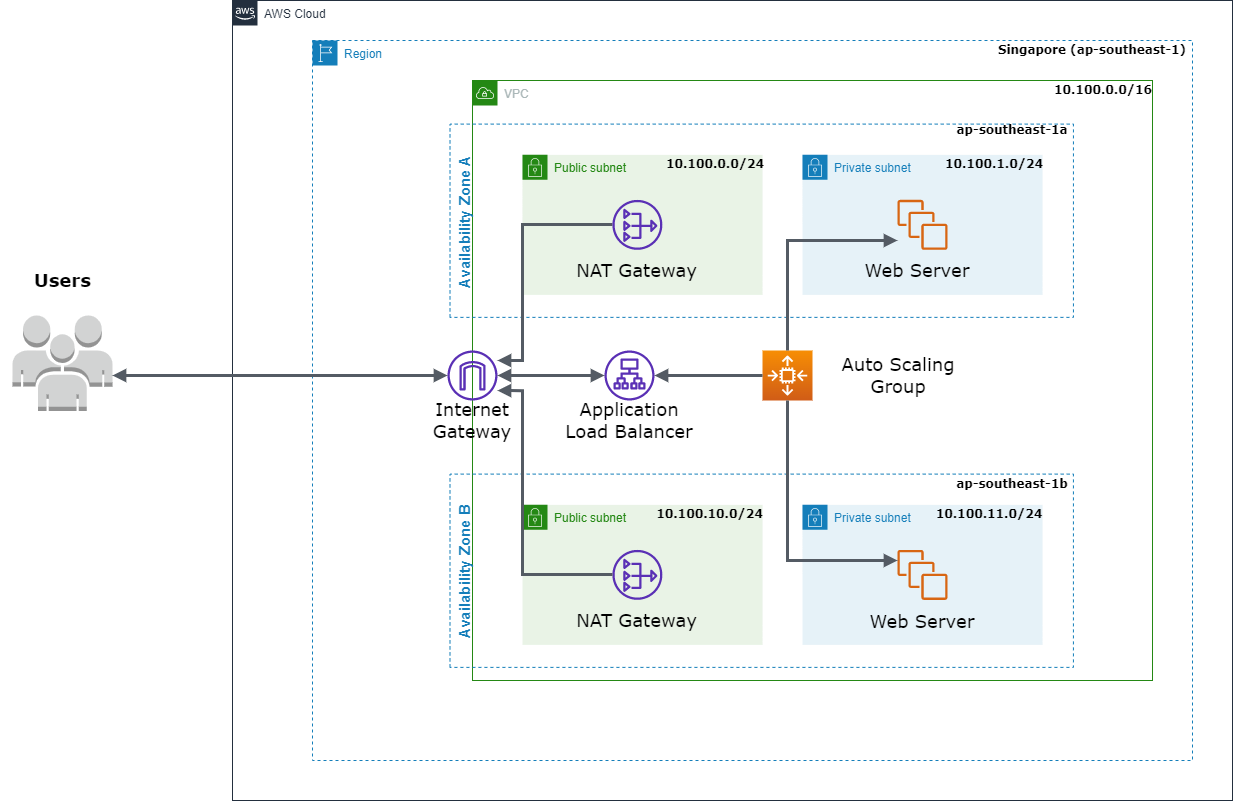 aws
AWS Cloud
Region
Singapore (ap-southeast-1)
VPC
10.100.0.0/16
ap-southeast-1a
Availability Zone A
Public subnet
10.100.0.0/24
Private subnet
10.100.1.0/24
NAT Gateway
Web Server
Users
Internet
Gateway
Application
Load Balancer
Auto Scaling
Group
ap-southeast-1b
Availability Zone B
Public subnet
10.100.10.0/24
Private subnet
10.100.11.0/24
NAT Gateway
Web Server